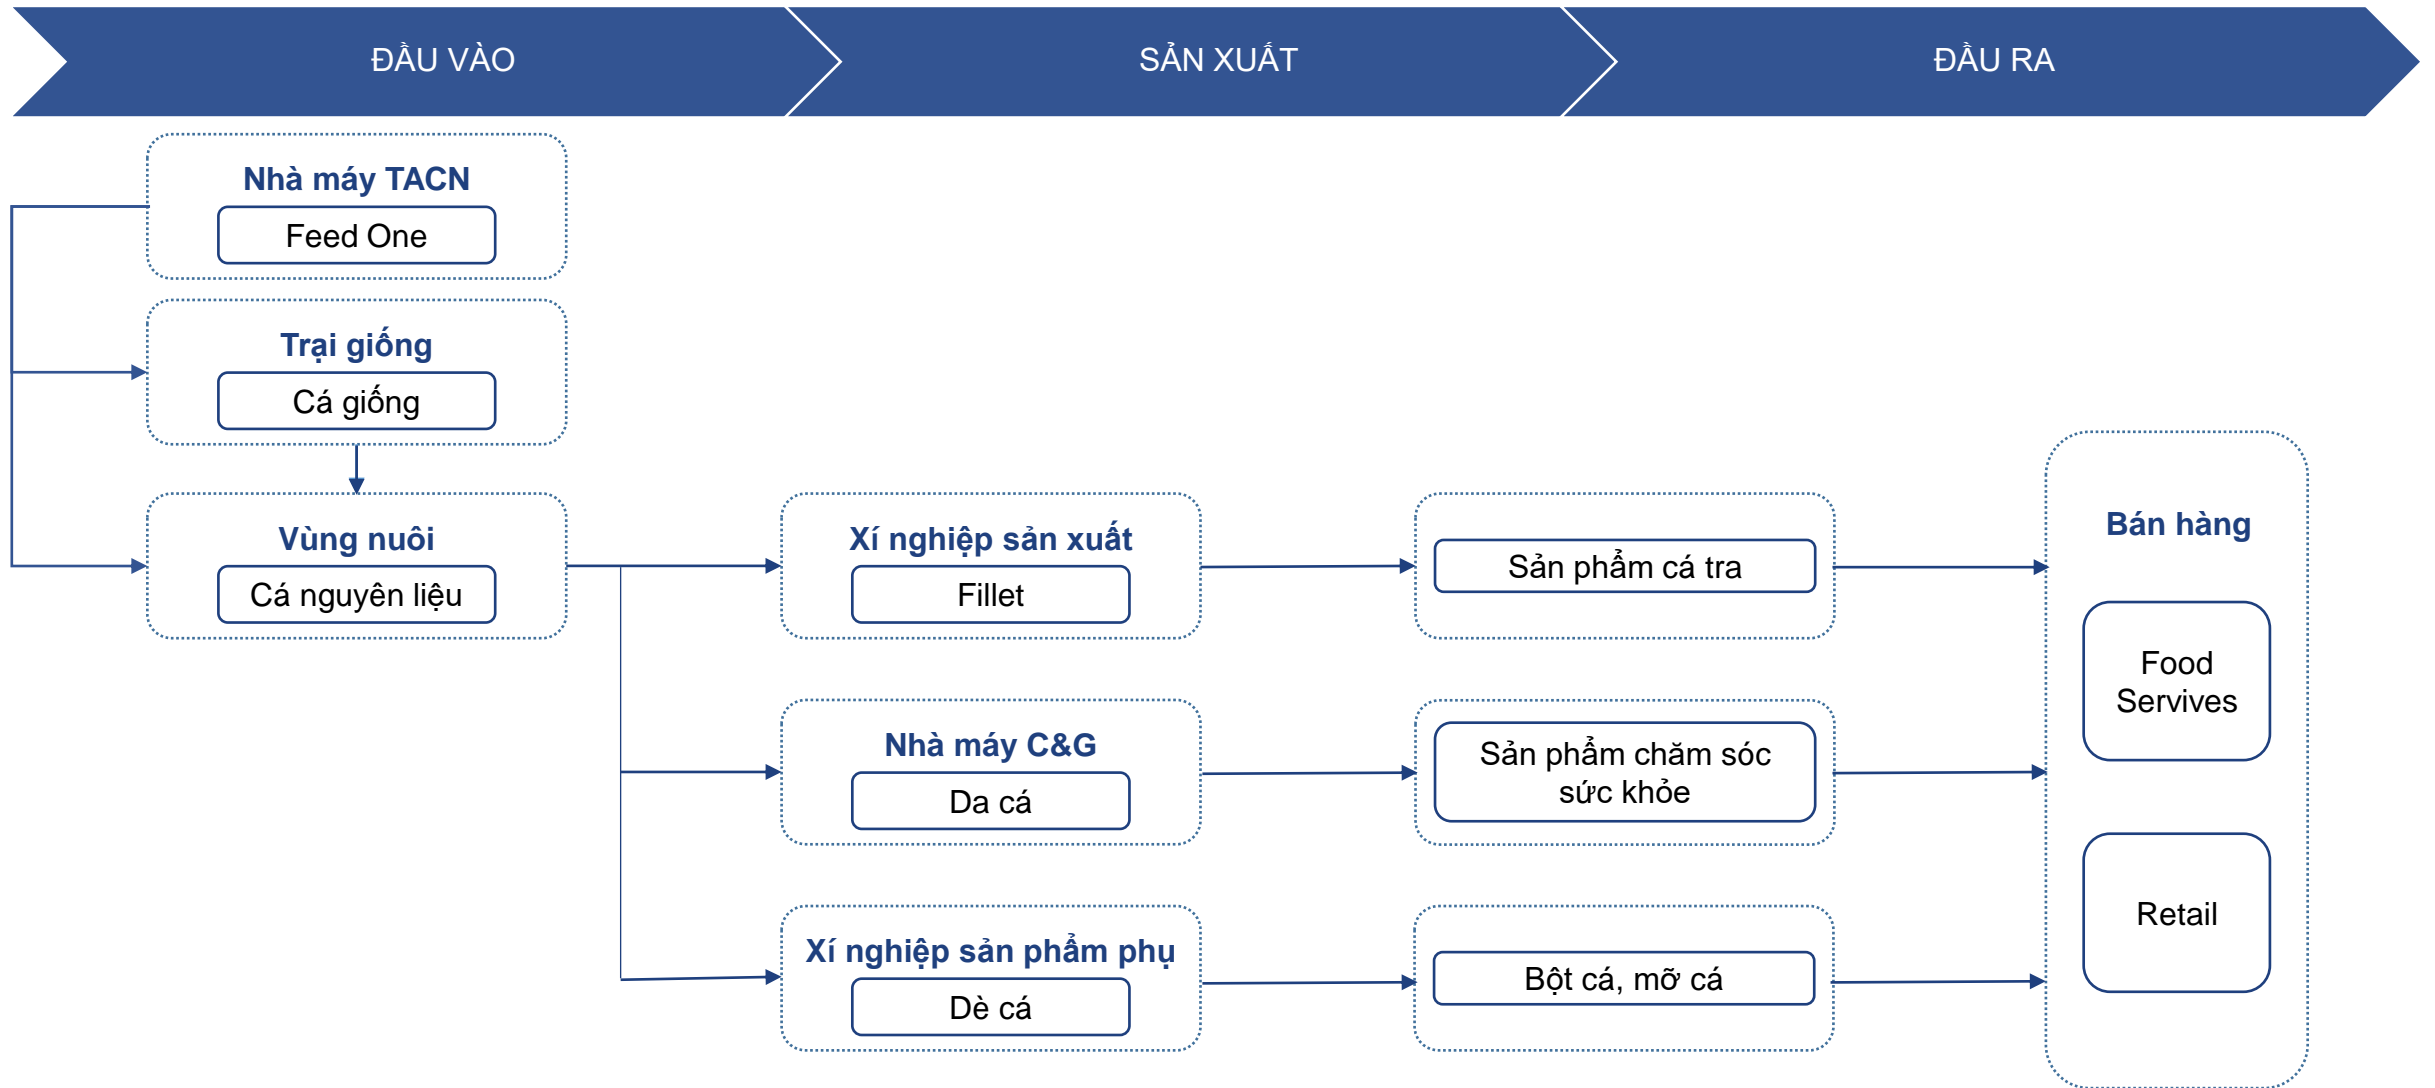 ĐẦU VÀO
SẢN XUẤT
ĐẦU RA
Nhà máy TACN
Feed One
Trại giống
Cá giống
Vùng nuôi
Cá nguyên liệu
Xí nghiệp sản xuất
Fillet
Nhà máy C&G
Da cá
Xí nghiệp sản phẩm phụ
Dè cá
Sản phẩm cá tra
Sản phẩm chăm sóc
sức khỏe
Bột cá, mỡ cá
Bán hàng
Food
Servives
Retail